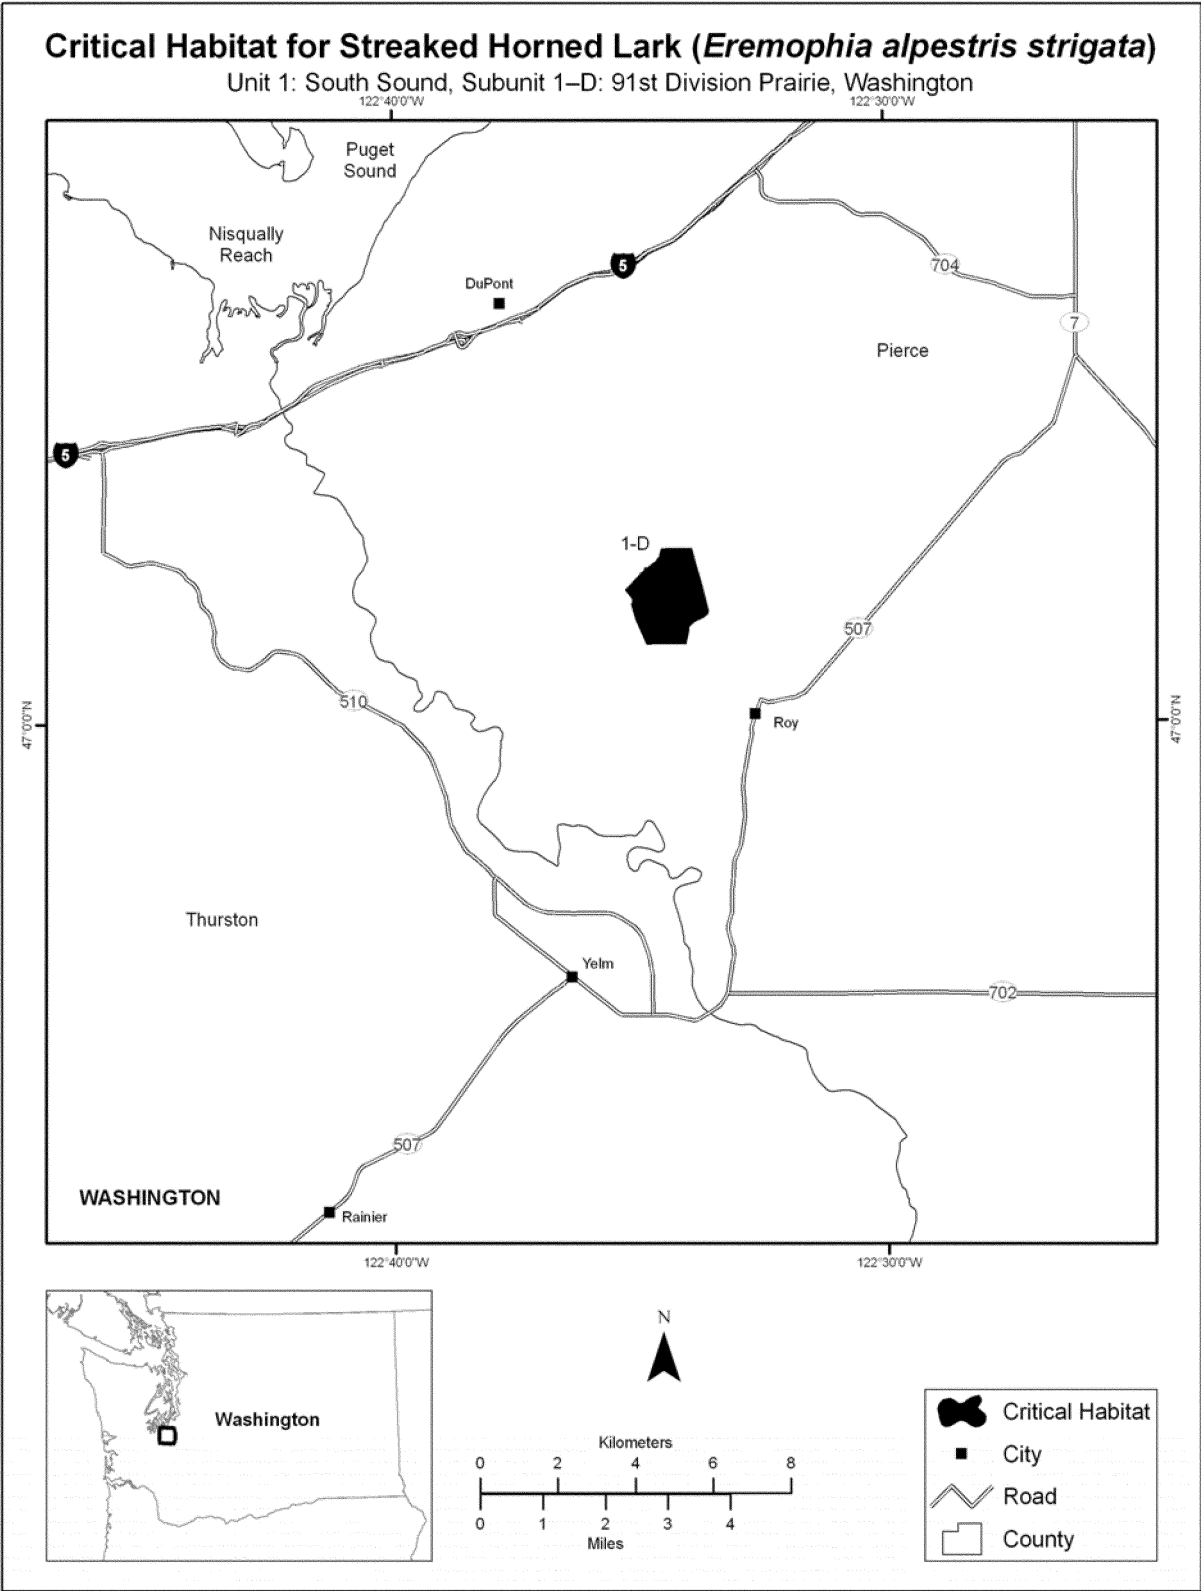 Critical Habitat for Streaked Horned Lark (Eremophia alpestris strigata)
Unit 1: South Sound, Subunit 1–D: 91st Division Prairie, Washington
122°40'0"W
122°30'0"W
Puget
Sound
Nisqually
Reach
5
704
DuPont
7
Pierce
5
1-D
507
510
47°0'0"N
47°0'0"N
Roy
Thurston
Yelm
702
507
WASHINGTON
Rainier
122°40'0"W
122°30'0"W
N
Washington
Kilometers
0 2 4 6 8
0 1 2 3 4
Miles
Critical Habitat
City
Road
County